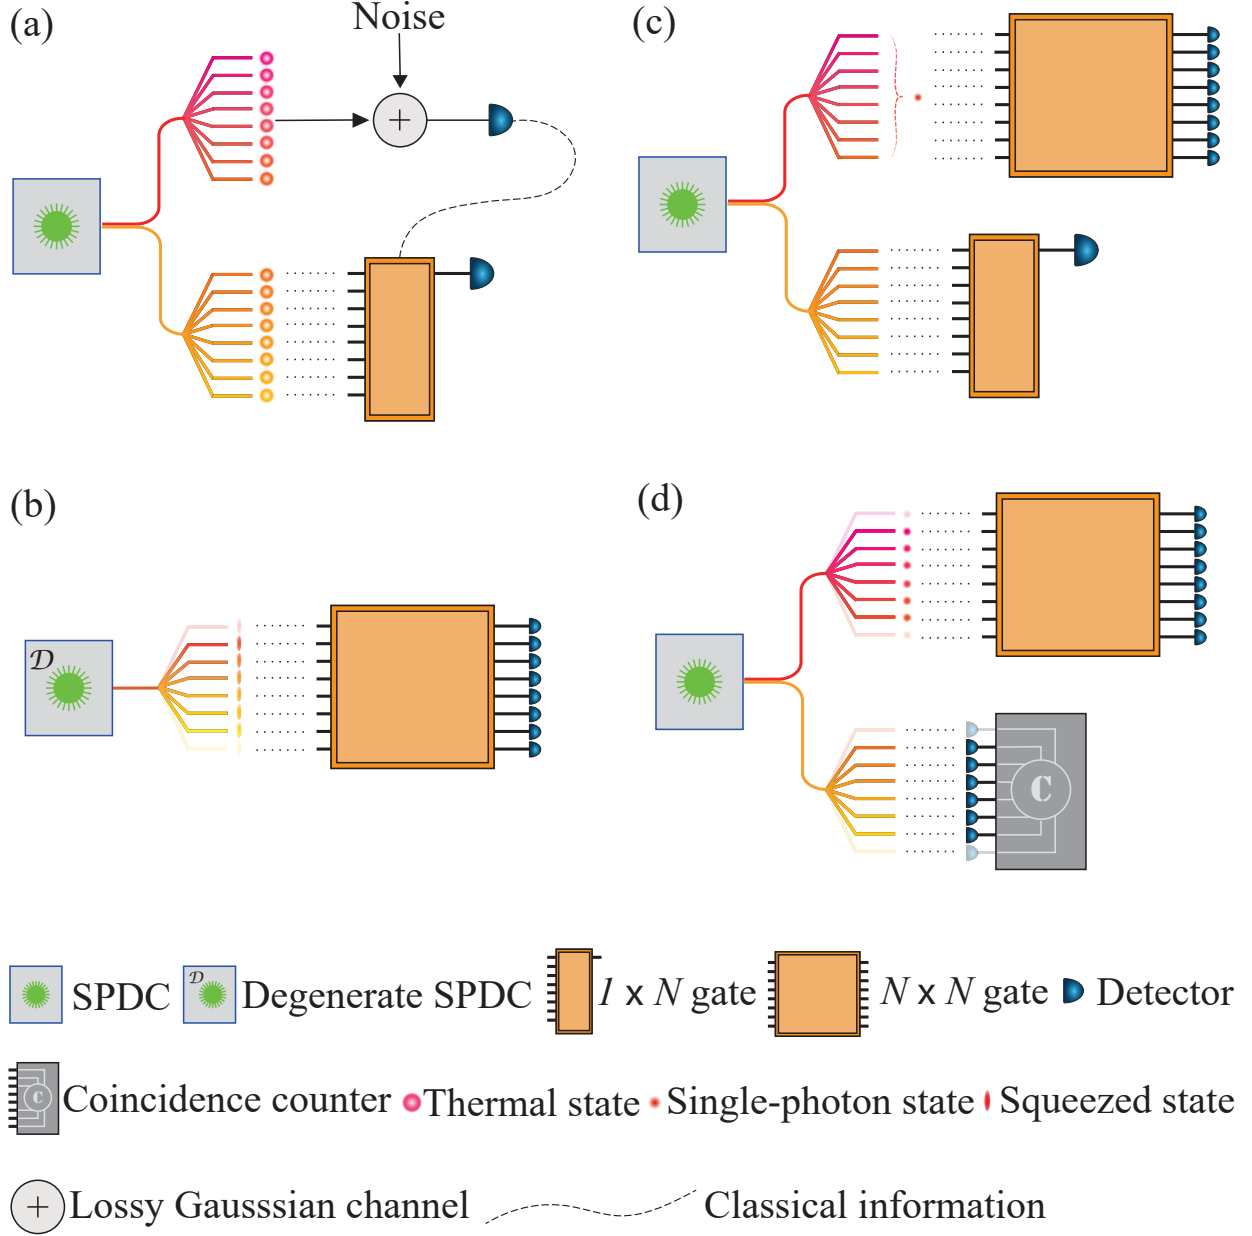 (a)
Noise
+
(c)
(b)
𝒟
(d)
C
SPDC
𝒟
Degenerate SPDC
1 x N gate
N x N gate
Detector
C
Coincidence counter
Thermal state
Single-photon state
Squeezed state
+
Lossy Gausssian channel
Classical information